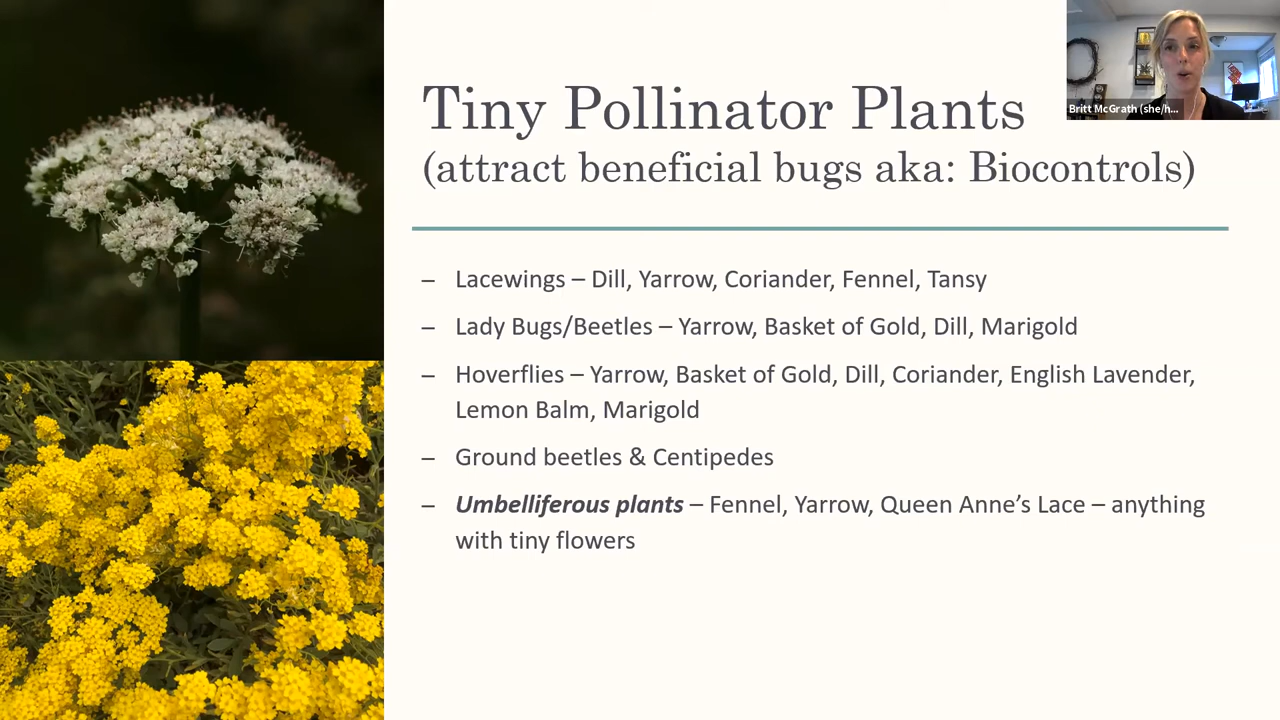 Tiny Pollinator Plants
(attract beneficial bugs aka: Biocontrols)
Britt McGrath (she/h...
– Lacewings – Dill, Yarrow, Coriander, Fennel, Tansy
– Lady Bugs/Beetles – Yarrow, Basket of Gold, Dill, Marigold
– Hoverflies – Yarrow, Basket of Gold, Dill, Coriander, English Lavender,
Lemon Balm, Marigold
– Ground beetles & Centipedes
– Umbelliferous plants – Fennel, Yarrow, Queen Anne’s Lace – anything
with tiny flowers